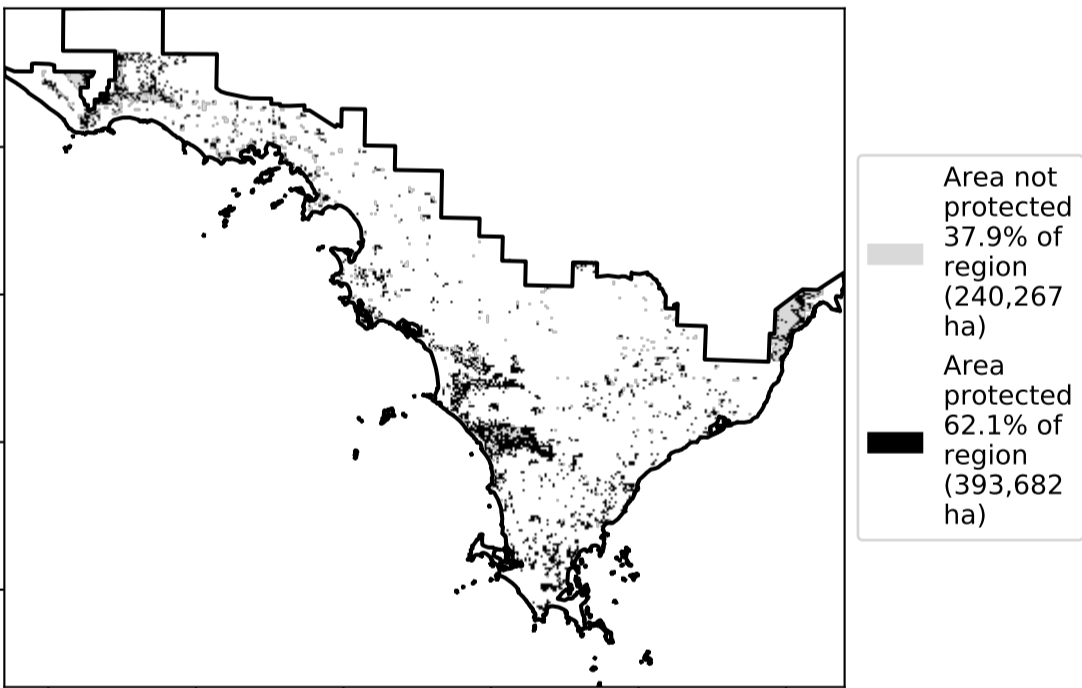 Area not
protected
37.9% of
region
(240,267
ha)
Area
protected
62.1% of
region
(393,682
ha)